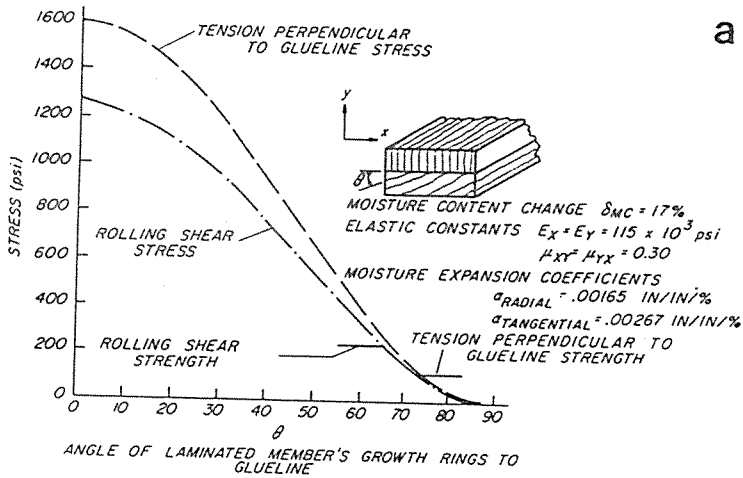 a
1600
1400
1200
1000
800
600
400
200
0
STRESS (psi)
TENSION PERPENDICULAR
TO GLUELINE STRESS
y
x
θ
MOISTURE CONTENT CHANGE δMC = 17%
ELASTIC CONSTANTS EX = EY = 115 x 10³ psi
μXY = μYX = 0.30
MOISTURE EXPANSION COEFFICIENTS
αRADIAL = .00165 IN/IN/%
αTANGENTIAL = .00267 IN/IN/%
ROLLING SHEAR
STRESS
ROLLING SHEAR
STRENGTH
TENSION PERPENDICULAR TO
GLUELINE STRENGTH
0 10 20 30 40 50 60 70 80 90
θ
ANGLE OF LAMINATED MEMBER'S GROWTH RINGS TO
GLUELINE